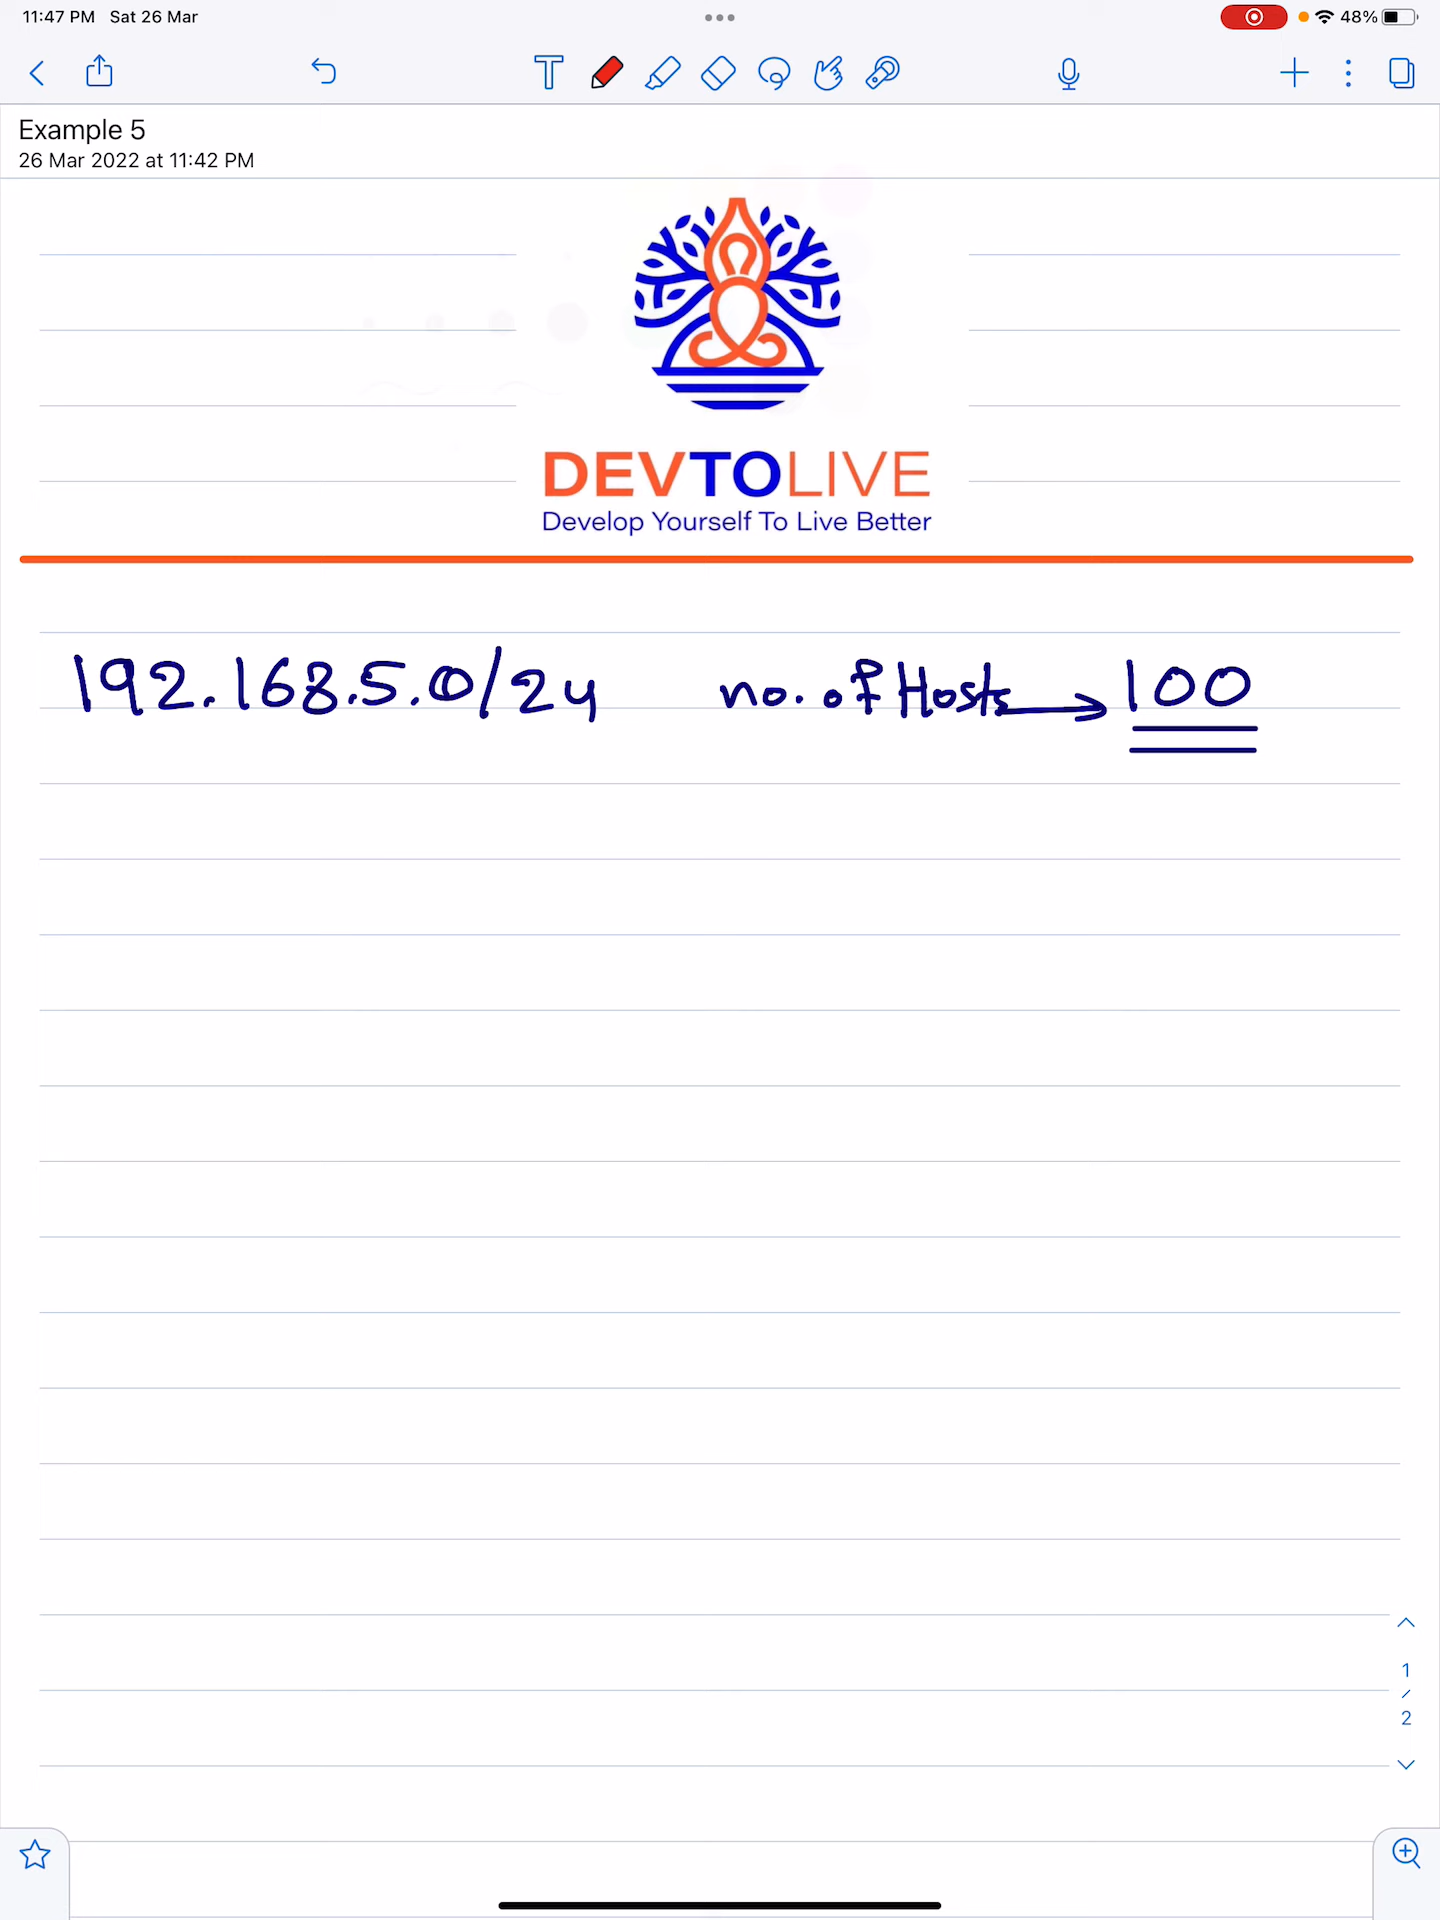 11:47 PM Sat 26 Mar
48%
Example 5
26 Mar 2022 at 11:42 PM
DEVTOLIVE
Develop Yourself To Live Better
192.168.5.0/24 no. of Hosts → 100
1
/
2